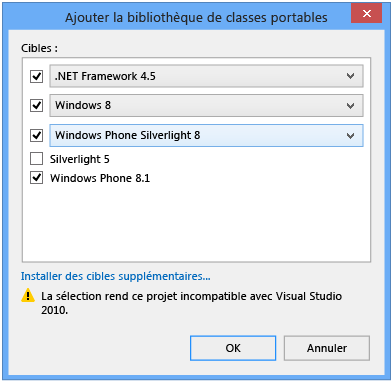 Ajouter la bibliothèque de classes portables
Cibles :
.NET Framework 4.5
Windows 8
Windows Phone Silverlight 8
Silverlight 5
Windows Phone 8.1
Installer des cibles supplémentaires...
La sélection rend ce projet incompatible avec Visual Studio
2010.
OK
Annuler